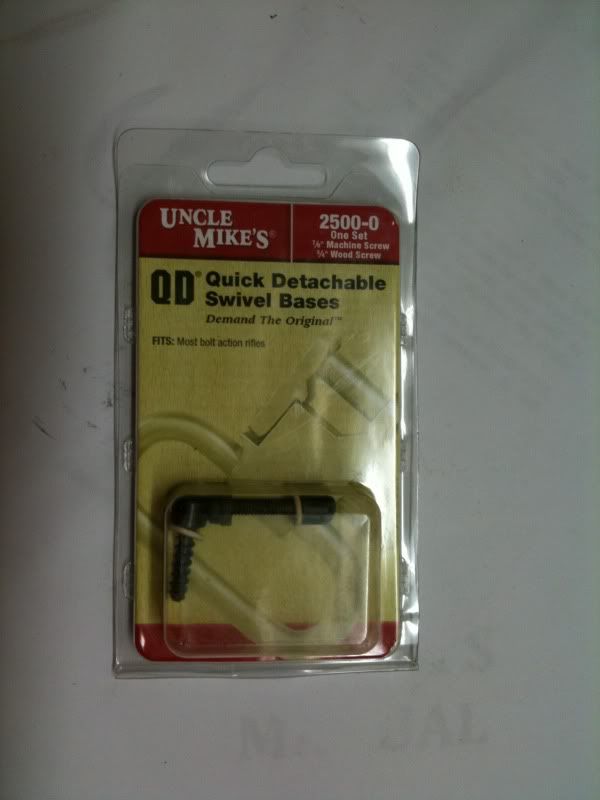 UNCLE
MIKE'S®
2500-0
One Set
⅞" Machine Screw
¾" Wood Screw
QD® Quick Detachable
Swivel Bases
Demand The Original™
FITS: Most bolt action rifles